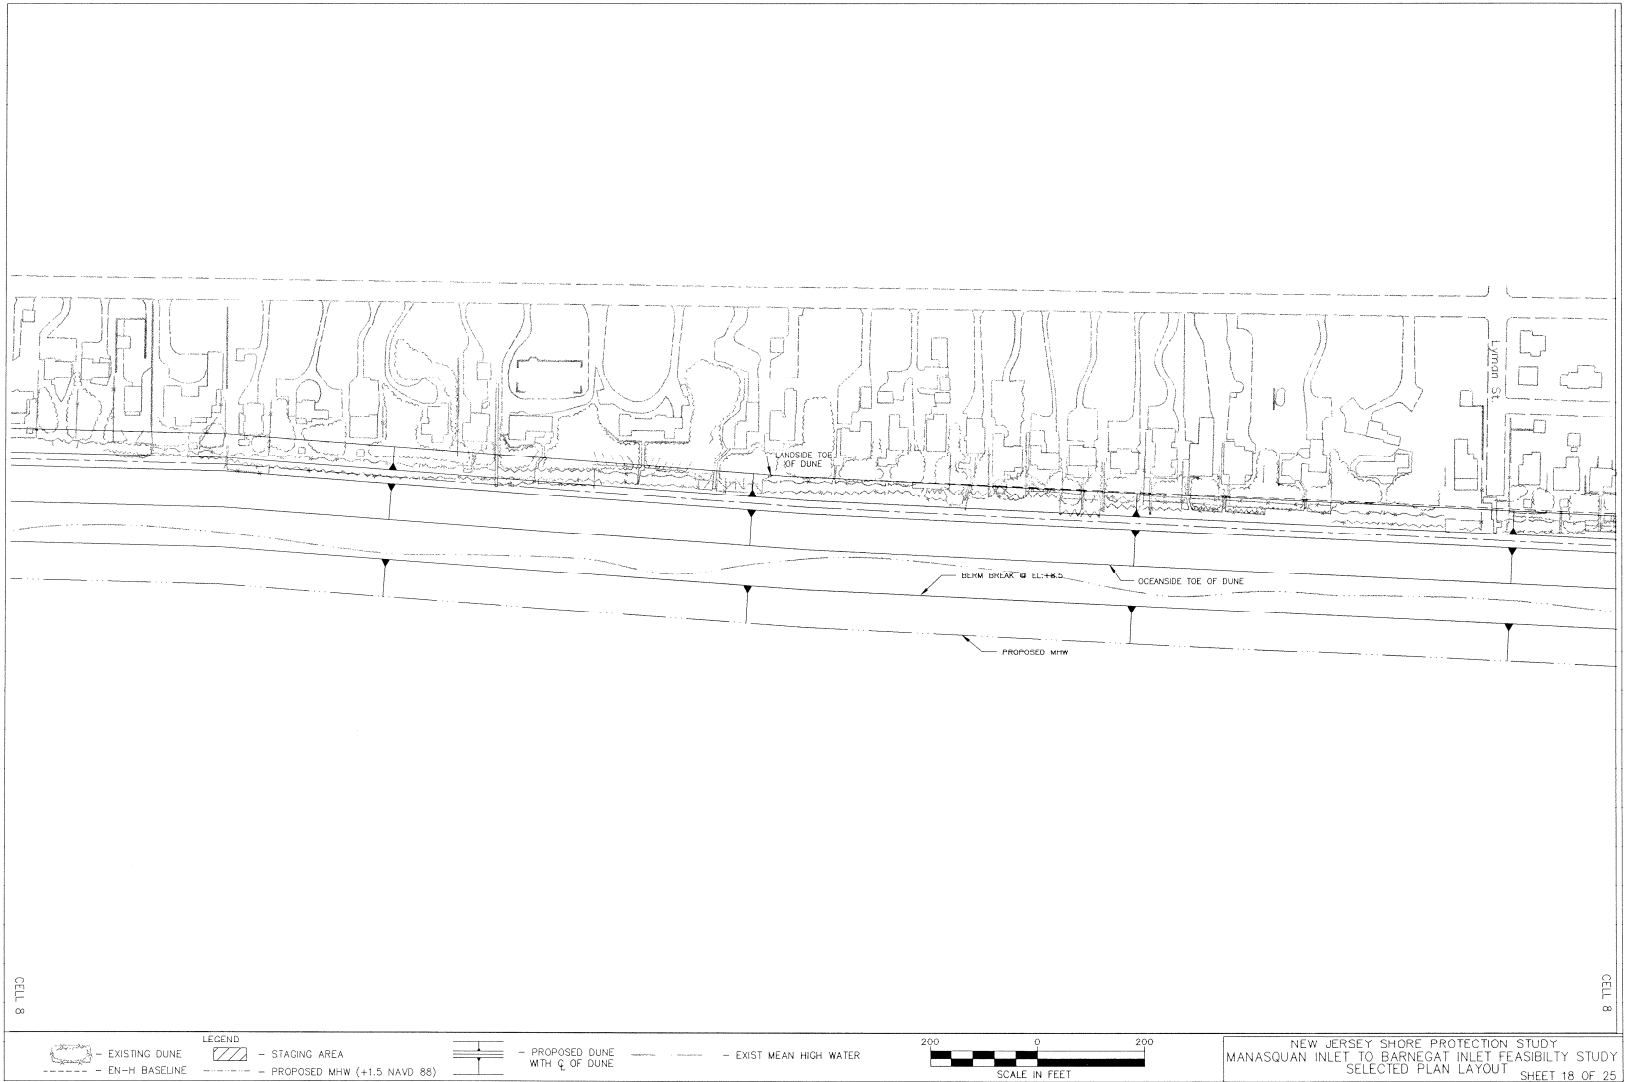 Lyman St.
LANDSIDE TOE
OF DUNE
BERM BREAK @ EL.+8.5
OCEANSIDE TOE OF DUNE
PROPOSED MHW
CELL 8
CELL 8
LEGEND
- EXISTING DUNE
- STAGING AREA
- EN-H BASELINE
- PROPOSED MHW (+1.5 NAVD 88)
- PROPOSED DUNE
WITH ℄ OF DUNE
- EXIST MEAN HIGH WATER
200 0 200
SCALE IN FEET
NEW JERSEY SHORE PROTECTION STUDY
MANASQUAN INLET TO BARNEGAT INLET FEASIBILTY STUDY
SELECTED PLAN LAYOUT
SHEET 18 OF 25